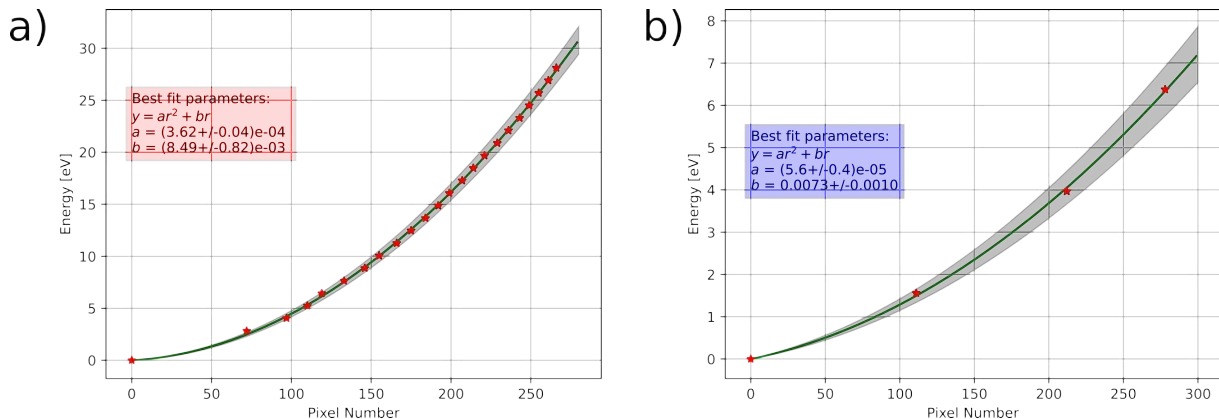 a)
30
25
20
15
10
5
0
Energy [eV]
Best fit parameters:
y = ar² + br
a = (3.62+/-0.04)e-04
b = (8.49+/-0.82)e-03
0 50 100 150 200 250
Pixel Number
b)
8
7
6
5
4
3
2
1
0
Energy [eV]
Best fit parameters:
y = ar² + br
a = (5.6+/-0.4)e-05
b = 0.0073+/-0.0010
0 50 100 150 200 250 300
Pixel Number